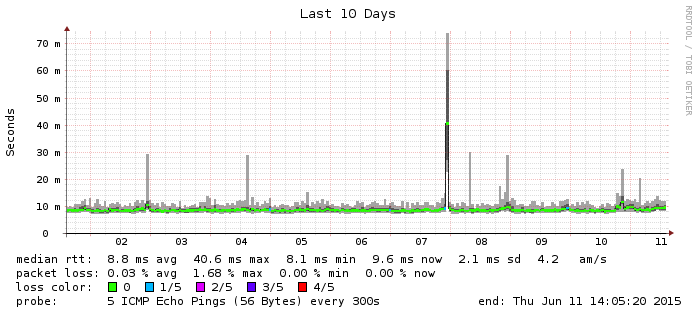 Last 10 Days
RRDTOOL / TOBI OETIKER
Seconds
70 m
60 m
50 m
40 m
30 m
20 m
10 m
0
02 03 04 05 06 07 08 09 10 11
median rtt: 8.8 ms avg 40.6 ms max 8.1 ms min 9.6 ms now 2.1 ms sd 4.2 am/s
packet loss: 0.03 % avg 1.68 % max 0.00 % min 0.00 % now
loss color: 0 1/5 2/5 3/5 4/5
probe: 5 ICMP Echo Pings (56 Bytes) every 300s end: Thu Jun 11 14:05:20 2015